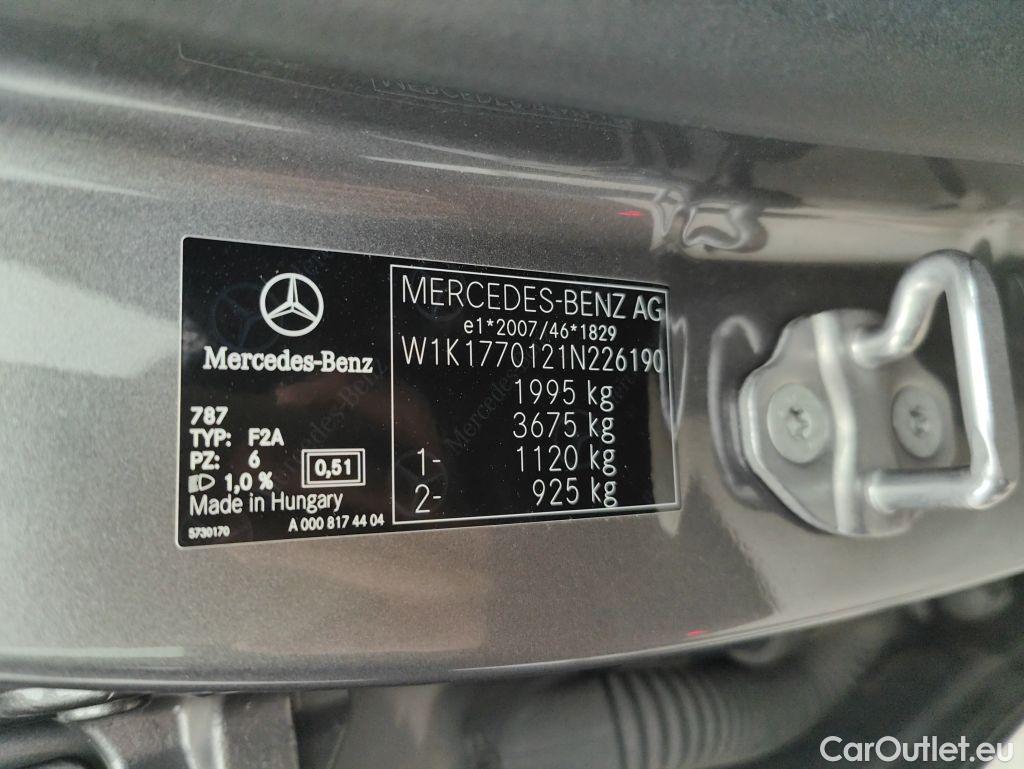 Mercedes-Benz
787
TYP: F2A
PZ: 6
1,0 %
0,51
Made in Hungary
5730170
A 000 817 44 04
MERCEDES-BENZ AG
e1*2007/46*1829
W1K1770121N226190
1995 kg
3675 kg
1- 1120 kg
2- 925 kg
CarOutlet.eu